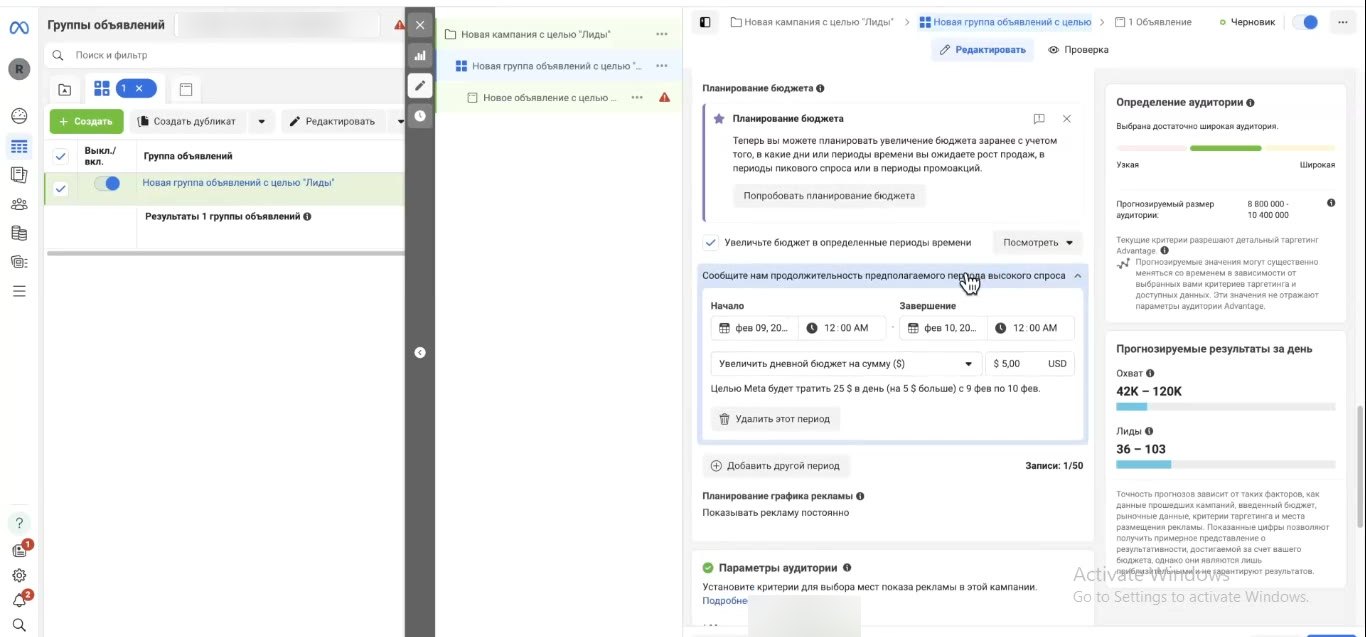 Группы объявлений
R
Поиск и фильтр
1 ×
+ Создать
Создать дубликат
Редактировать
Выкл./
вкл.
Группа объявлений
Новая группа объявлений с целью "Лиды"
Результаты 1 группы объявлений
?
1
2
Новая кампания с целью "Лиды"
Новая группа объявлений с целью "...
Новое объявление с целью ...
Новая кампания с целью "Лиды"
Новая группа объявлений с целью
1 Объявление
Черновик
Редактировать
Проверка
Планирование бюджета
Планирование бюджета
Теперь вы можете планировать увеличение бюджета заранее с учетом
того, в какие дни или периоды времени вы ожидаете рост продаж, в
периоды пикового спроса или в периоды промоакций.
Попробовать планирование бюджета
Увеличьте бюджет в определенные периоды времени
Посмотреть
Сообщите нам продолжительность предполагаемого периода высокого спроса
Начало
Завершение
фев 09, 20...
12:00 AM
-
фев 10, 20...
12:00 AM
Увеличить дневной бюджет на сумму ($)
$ 5,00 USD
Целью Meta будет тратить 25 $ в день (на 5 $ больше) с 9 фев по 10 фев.
Удалить этот период
Добавить другой период
Записи: 1/50
Планирование графика рекламы
Показывать рекламу постоянно
Параметры аудитории
Установите критерии для выбора мест показа рекламы в этой кампании.
Подробне
Определение аудитории
Выбрана достаточно широкая аудитория.
Узкая
Широкая
Прогнозируемый размер
аудитории:
8 800 000 -
10 400 000
Текущие критерии разрешают детальный таргетинг
Advantage.
Прогнозируемые значения могут существенно
меняться со временем в зависимости от
выбранных вами критериев таргетинга и
доступных данных. Эти значения не отражают
параметры аудитории Advantage.
Прогнозируемые результаты за день
Охват
42K – 120K
Лиды
36 – 103
Точность прогнозов зависит от таких факторов, как
данные прошедших кампаний, введенный бюджет,
рыночные данные, критерии таргетинга и места
размещения рекламы. Показанные цифры позволяют
получить примерное представление о
результативности, достигаемой за счет вашего
бюджета, однако они являются лишь
приблизительными и не гарантируют результатов.
Activate Windows
Go to Settings to activate Windows.